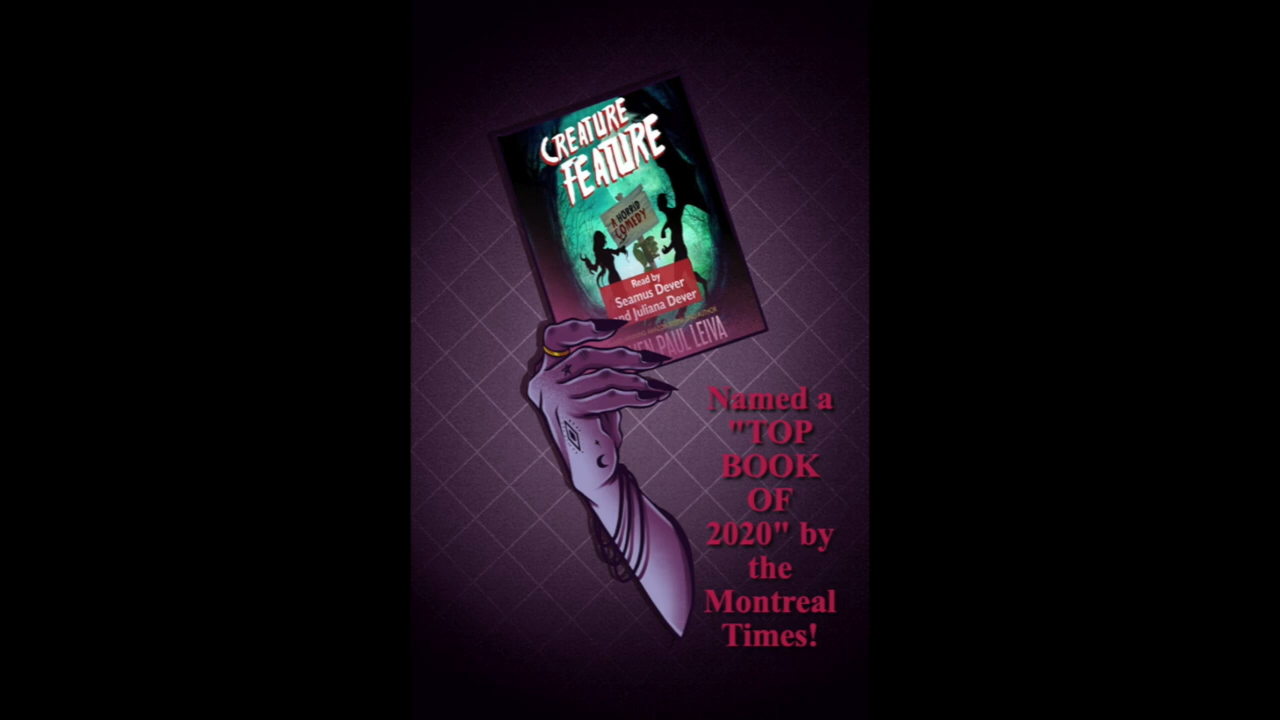 CREATURE
FEATURE
A HORRID
COMEDY
Read by
Seamus Dever
and Juliana Dever
PAUL LEIVA
Named a
"TOP
BOOK
OF
2020" by
the
Montreal
Times!